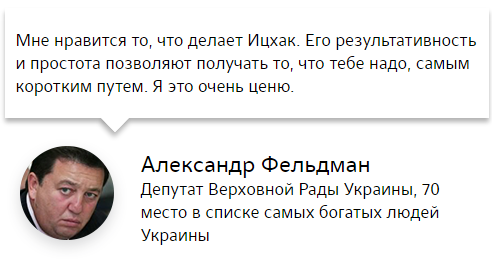 Мне нравится то, что делает Ицхак. Его результативность
и простота позволяют получать то, что тебе надо, самым
коротким путем. Я это очень ценю.
Александр Фельдман
Депутат Верховной Рады Украины, 70
место в списке самых богатых людей
Украины